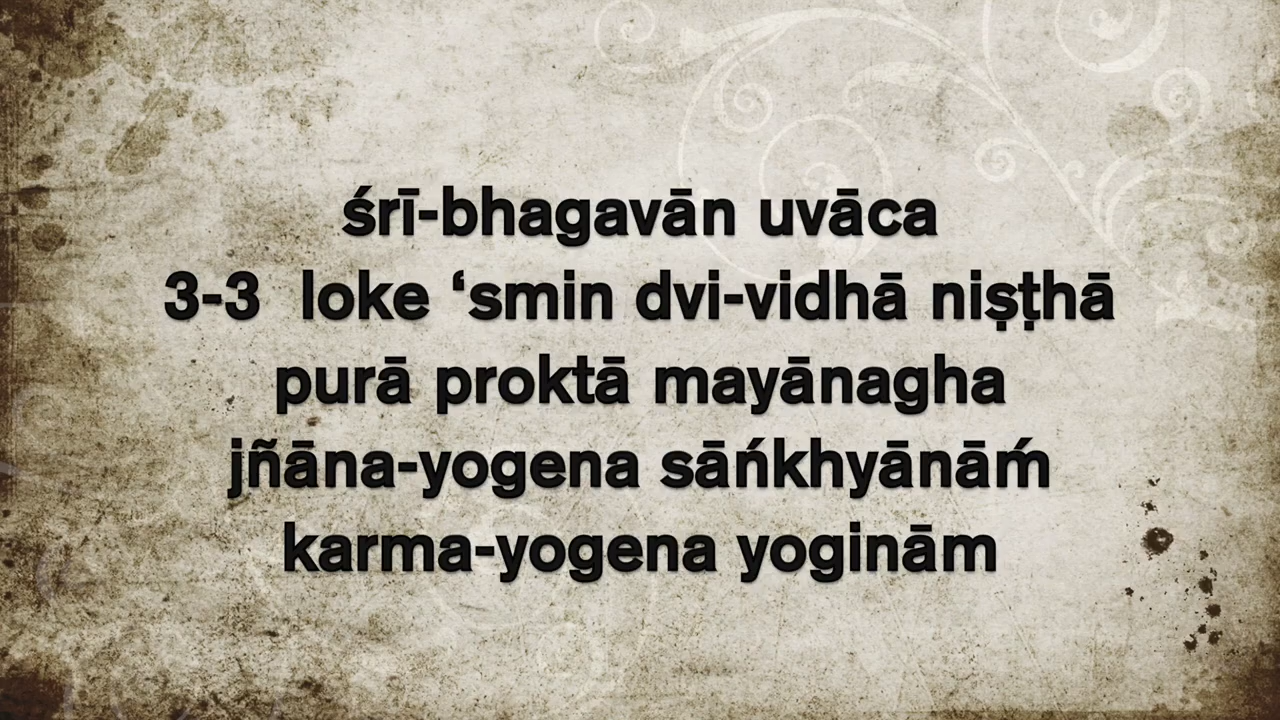 śrī-bhagavān uvāca
3-3  loke ‘smin dvi-vidhā niṣṭhā
purā proktā mayānagha
jñāna-yogena sāńkhyānāḿ
karma-yogena yoginām